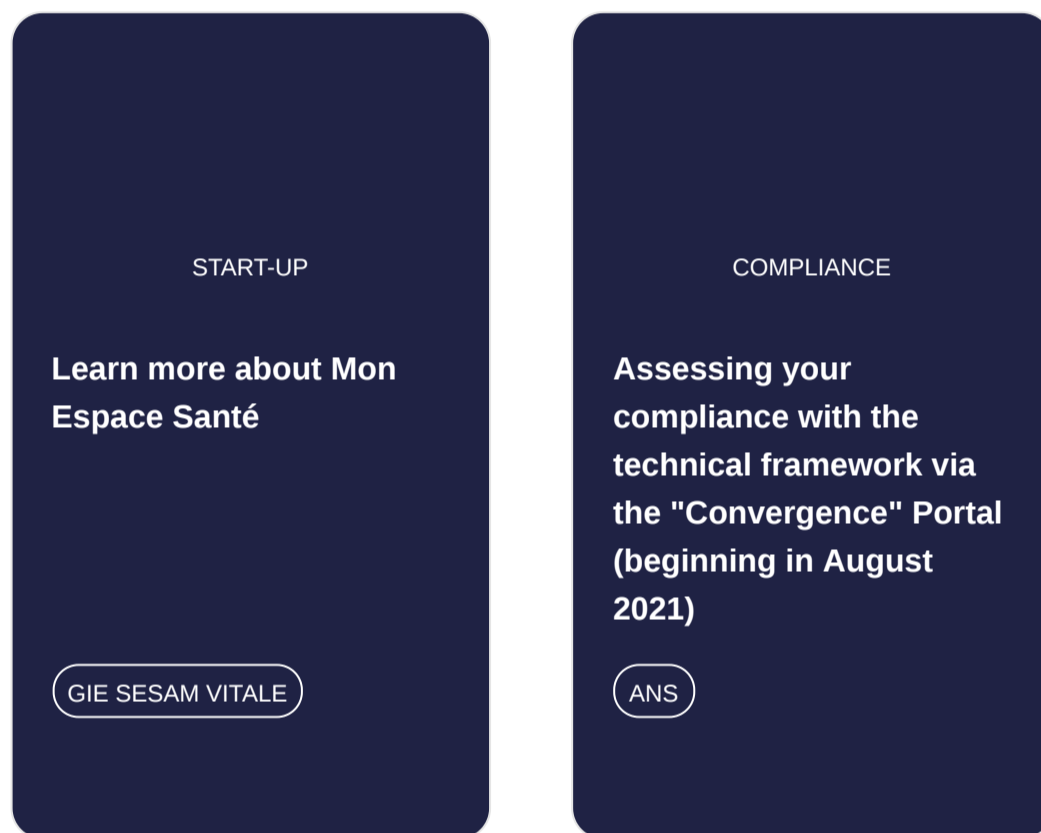 START-UP
Learn more about Mon
Espace Santé
GIE SESAM VITALE
COMPLIANCE
Assessing your
compliance with the
technical framework via
the "Convergence" Portal
(beginning in August
2021)
ANS